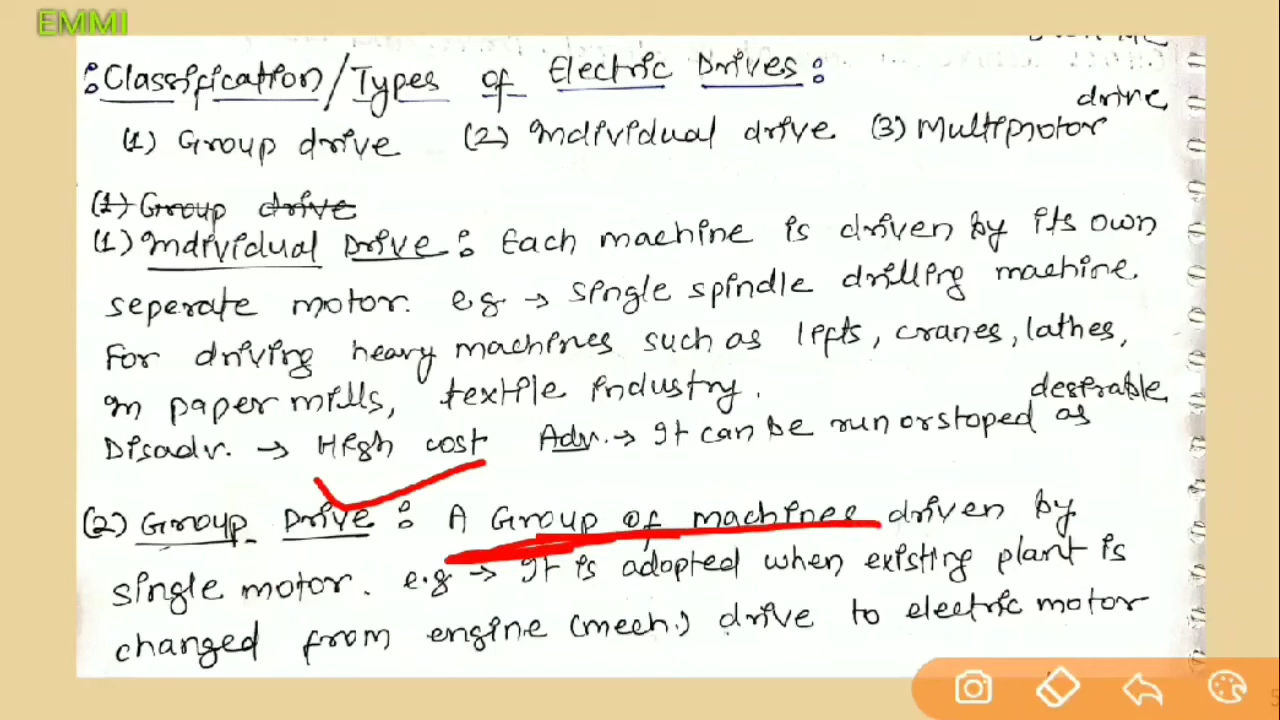 EMMI
:Classification/Types of Electric Drives:
(1) Group drive (2) Individual drive (3) Multimotor drive
(1) Group drive
(1) Individual Drive: Each machine is driven by its own
seperate motor. e.g → single spindle drilling machine
For driving heavy machines such as lifts, cranes, lathes,
in paper mills, textile industry.
Disadv. → High cost Adv. → It can be run or stoped as desirable
(2) Group Drive: A Group of machines driven by
single motor. e.g → It is adopted when existing plant is
changed from engine (mech.) drive to electric motor